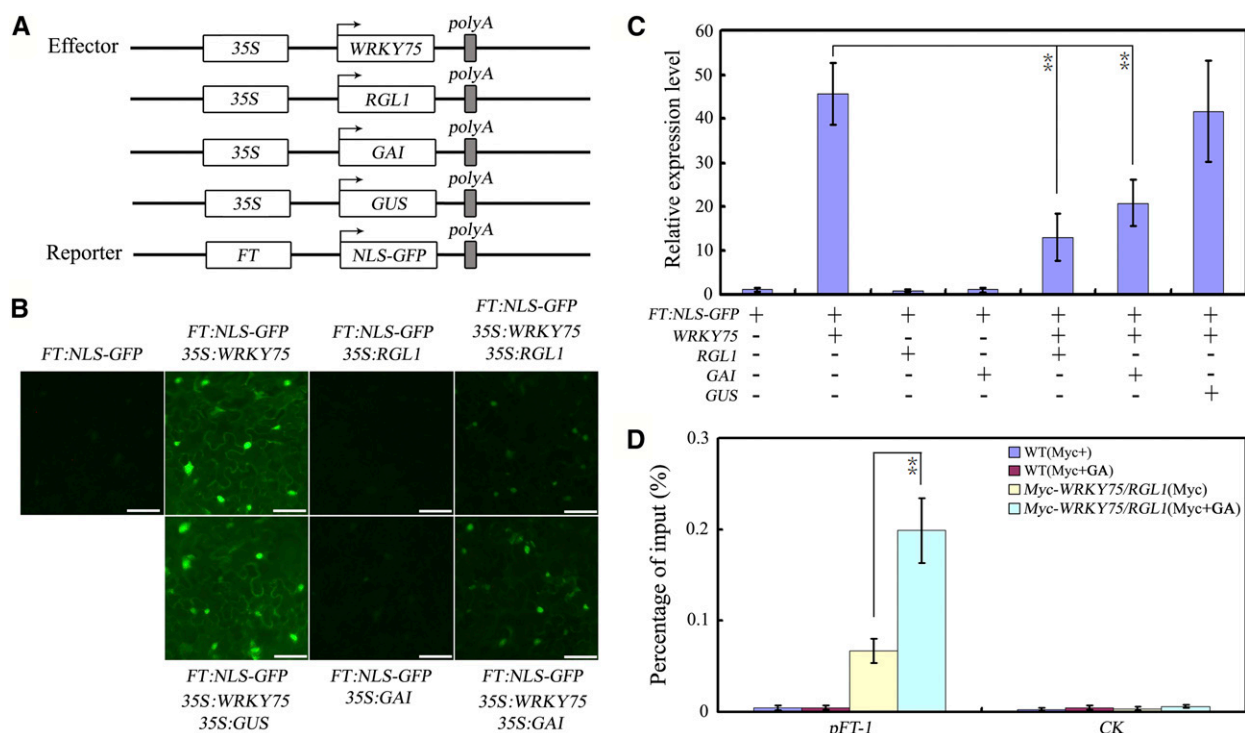 A
Effector
35S
WRKY75
polyA
35S
RGL1
polyA
35S
GAI
polyA
35S
GUS
polyA
Reporter
FT
NLS-GFP
polyA
B
FT:NLS-GFP
FT:NLS-GFP
35S:WRKY75
FT:NLS-GFP
35S:RGL1
FT:NLS-GFP
35S:WRKY75
35S:RGL1
FT:NLS-GFP
35S:WRKY75
35S:GUS
FT:NLS-GFP
35S:GAI
FT:NLS-GFP
35S:WRKY75
35S:GAI
C
Relative expression level
60
50
40
30
20
10
0
**
**
FT:NLS-GFP + + + + + + +
WRKY75 - + - - + + +
RGL1 - - + - + - -
GAI - - - + - + -
GUS - - - - - - +
D
Percentage of input (%)
0.3
0.2
0.1
0
**
WT(Myc+)
WT(Myc+GA)
Myc-WRKY75/RGL1(Myc)
Myc-WRKY75/RGL1(Myc+GA)
pFT-1
CK